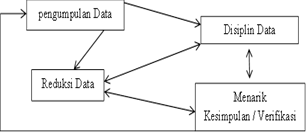 pengumpulan Data
Disiplin Data
Reduksi Data
Menarik
Kesimpulan / Verifikasi